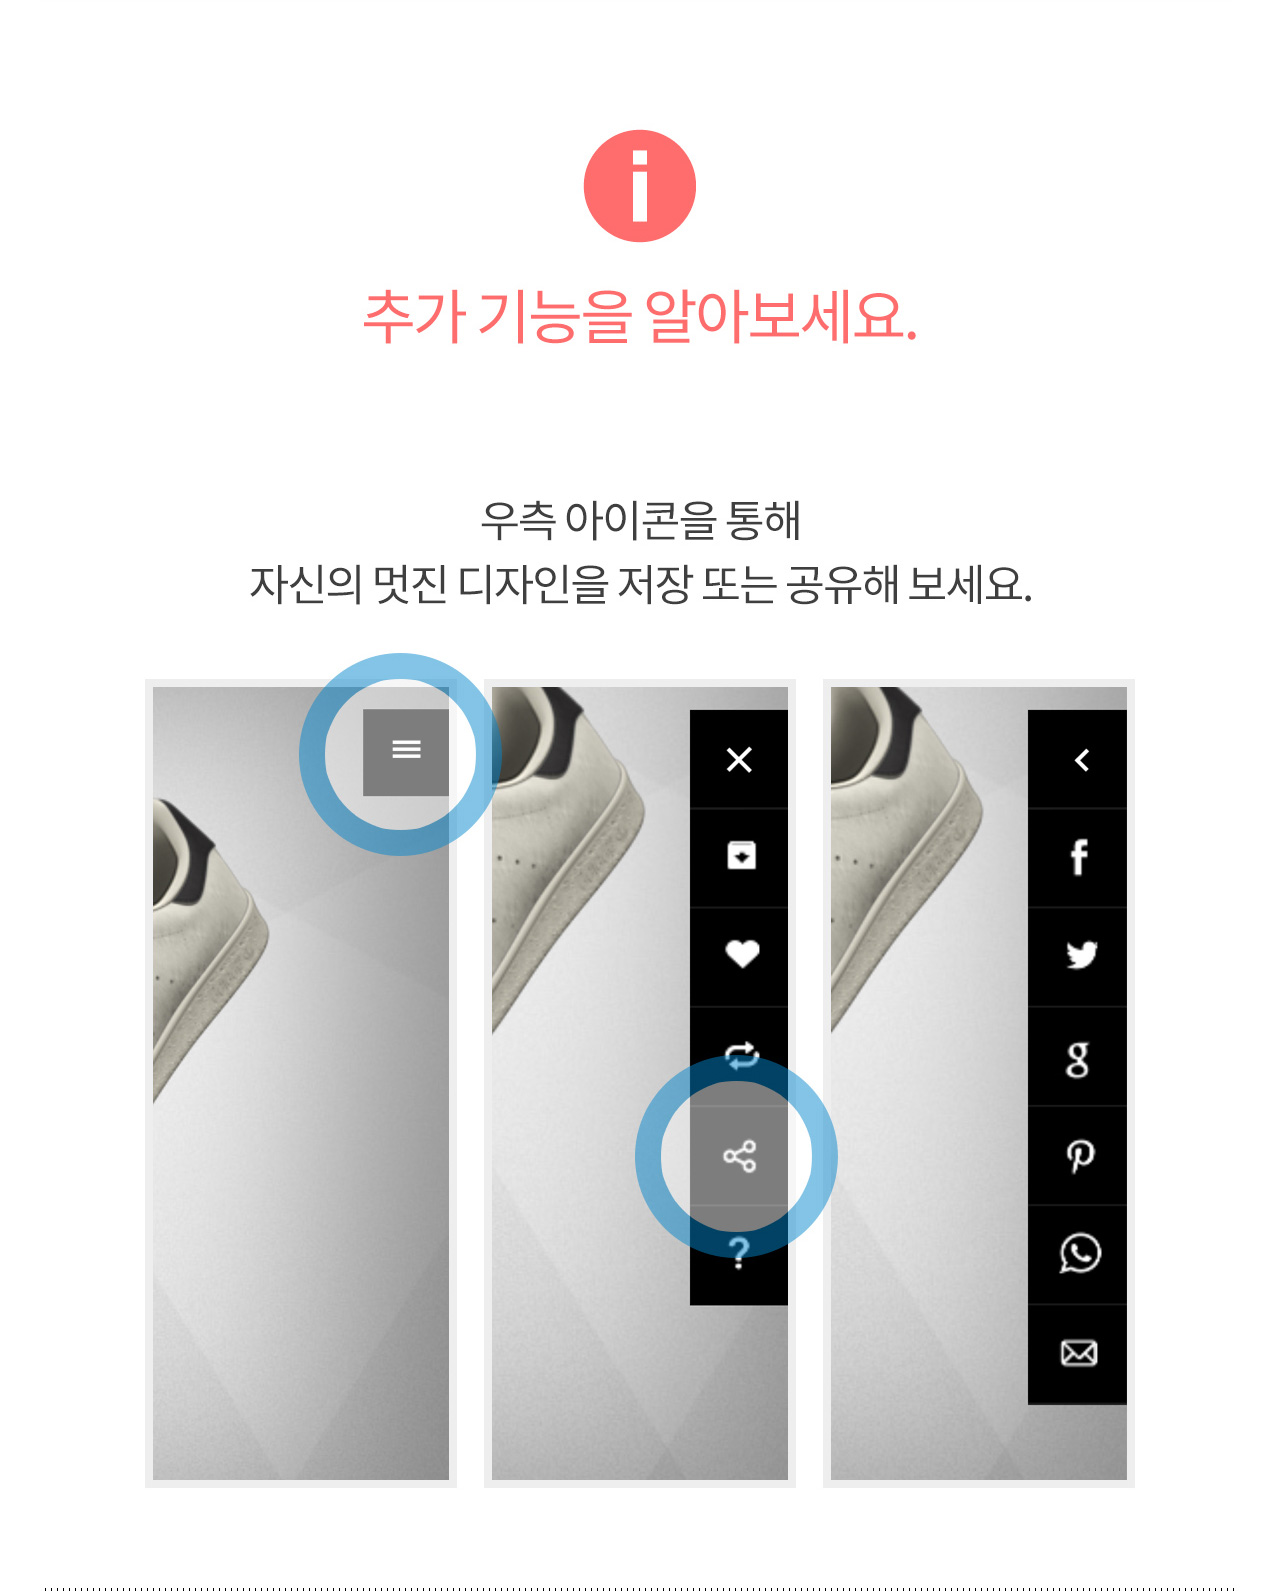 추가 기능을 알아보세요.
우측 아이콘을 통해
자신의 멋진 디자인을 저장 또는 공유해 보세요.